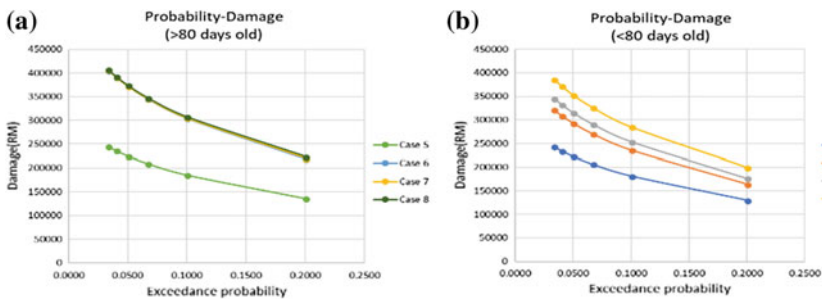 (a)
Probability-Damage
(>80 days old)
450000
400000
350000
300000
250000
200000
150000
100000
50000
0
Damage(RM)
0.0000
0.0500
0.1000
0.1500
0.2000
0.2500
Exceedance probability
Case 5
Case 6
Case 7
Case 8
(b)
Probability-Damage
(<80 days old)
450000
400000
350000
300000
250000
200000
150000
100000
50000
0
Damage(RM)
0.0000
0.0500
0.1000
0.1500
0.2000
0.2500
Exceedance probability